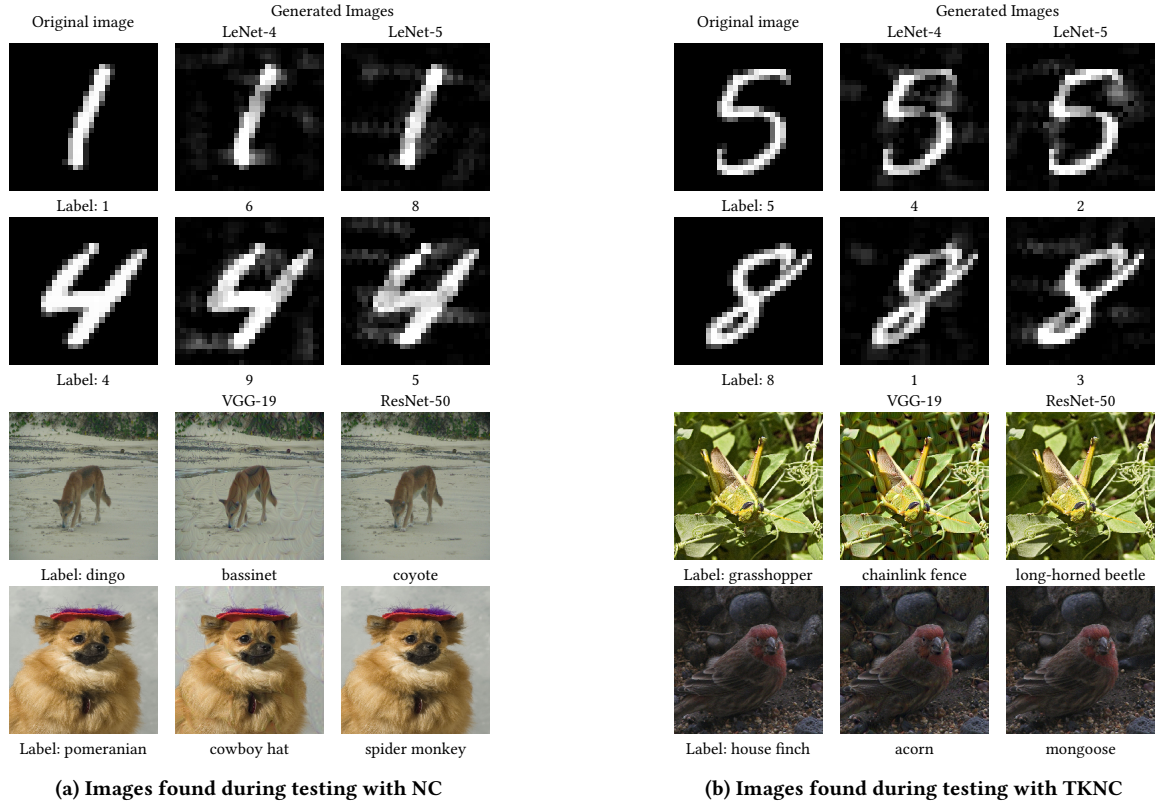 Original image
Generated Images
LeNet-4 LeNet-5
Label: 1 6 8
Label: 4 9 5
VGG-19 ResNet-50
Label: dingo bassinet coyote
Label: pomeranian cowboy hat spider monkey
(a) Images found during testing with NC
Original image
Generated Images
LeNet-4 LeNet-5
Label: 5 4 2
Label: 8 1 3
VGG-19 ResNet-50
Label: grasshopper chainlink fence long-horned beetle
Label: house finch acorn mongoose
(b) Images found during testing with TKNC